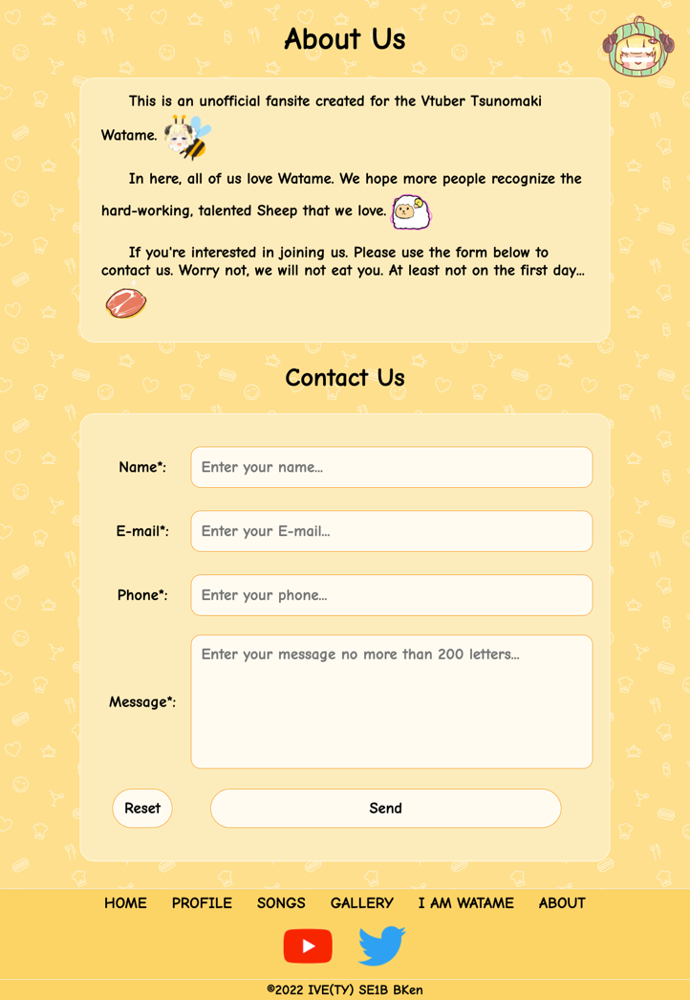 About Us
This is an unofficial fansite created for the Vtuber Tsunomaki
Watame.
In here, all of us love Watame. We hope more people recognize the
hard-working, talented Sheep that we love.
If you're interested in joining us. Please use the form below to
contact us. Worry not, we will not eat you. At least not on the first day...
Contact Us
Name*:
Enter your name...
E-mail*:
Enter your E-mail...
Phone*:
Enter your phone...
Message*:
Enter your message no more than 200 letters...
Reset
Send
HOME PROFILE SONGS GALLERY I AM WATAME ABOUT
©2022 IVE(TY) SE1B BKen